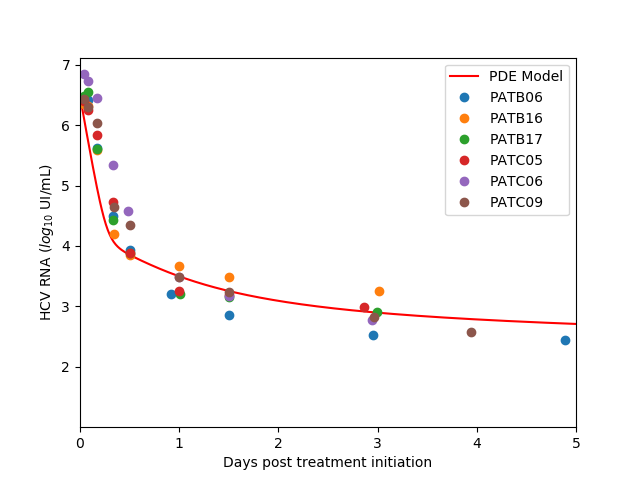 7
6
5
4
3
2
0 1 2 3 4 5
HCV RNA (log10 UI/mL)
Days post treatment initiation
PDE Model
PATB06
PATB16
PATB17
PATC05
PATC06
PATC09